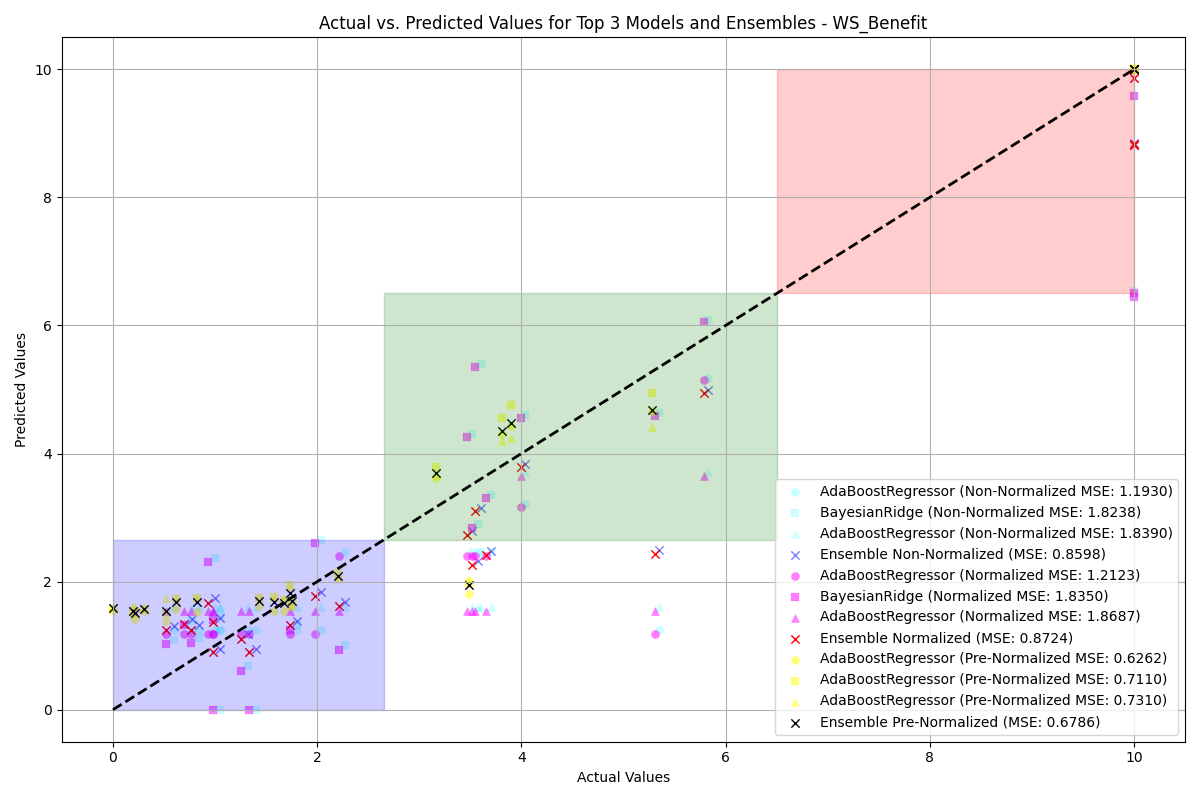 Actual vs. Predicted Values for Top 3 Models and Ensembles - WS_Benefit
Predicted Values
10
8
6
4
2
0
AdaBoostRegressor (Non-Normalized MSE: 1.1930)
BayesianRidge (Non-Normalized MSE: 1.8238)
AdaBoostRegressor (Non-Normalized MSE: 1.8390)
Ensemble Non-Normalized (MSE: 0.8598)
AdaBoostRegressor (Normalized MSE: 1.2123)
BayesianRidge (Normalized MSE: 1.8350)
AdaBoostRegressor (Normalized MSE: 1.8687)
Ensemble Normalized (MSE: 0.8724)
AdaBoostRegressor (Pre-Normalized MSE: 0.6262)
AdaBoostRegressor (Pre-Normalized MSE: 0.7110)
AdaBoostRegressor (Pre-Normalized MSE: 0.7310)
Ensemble Pre-Normalized (MSE: 0.6786)
0 2 4 6 8 10
Actual Values